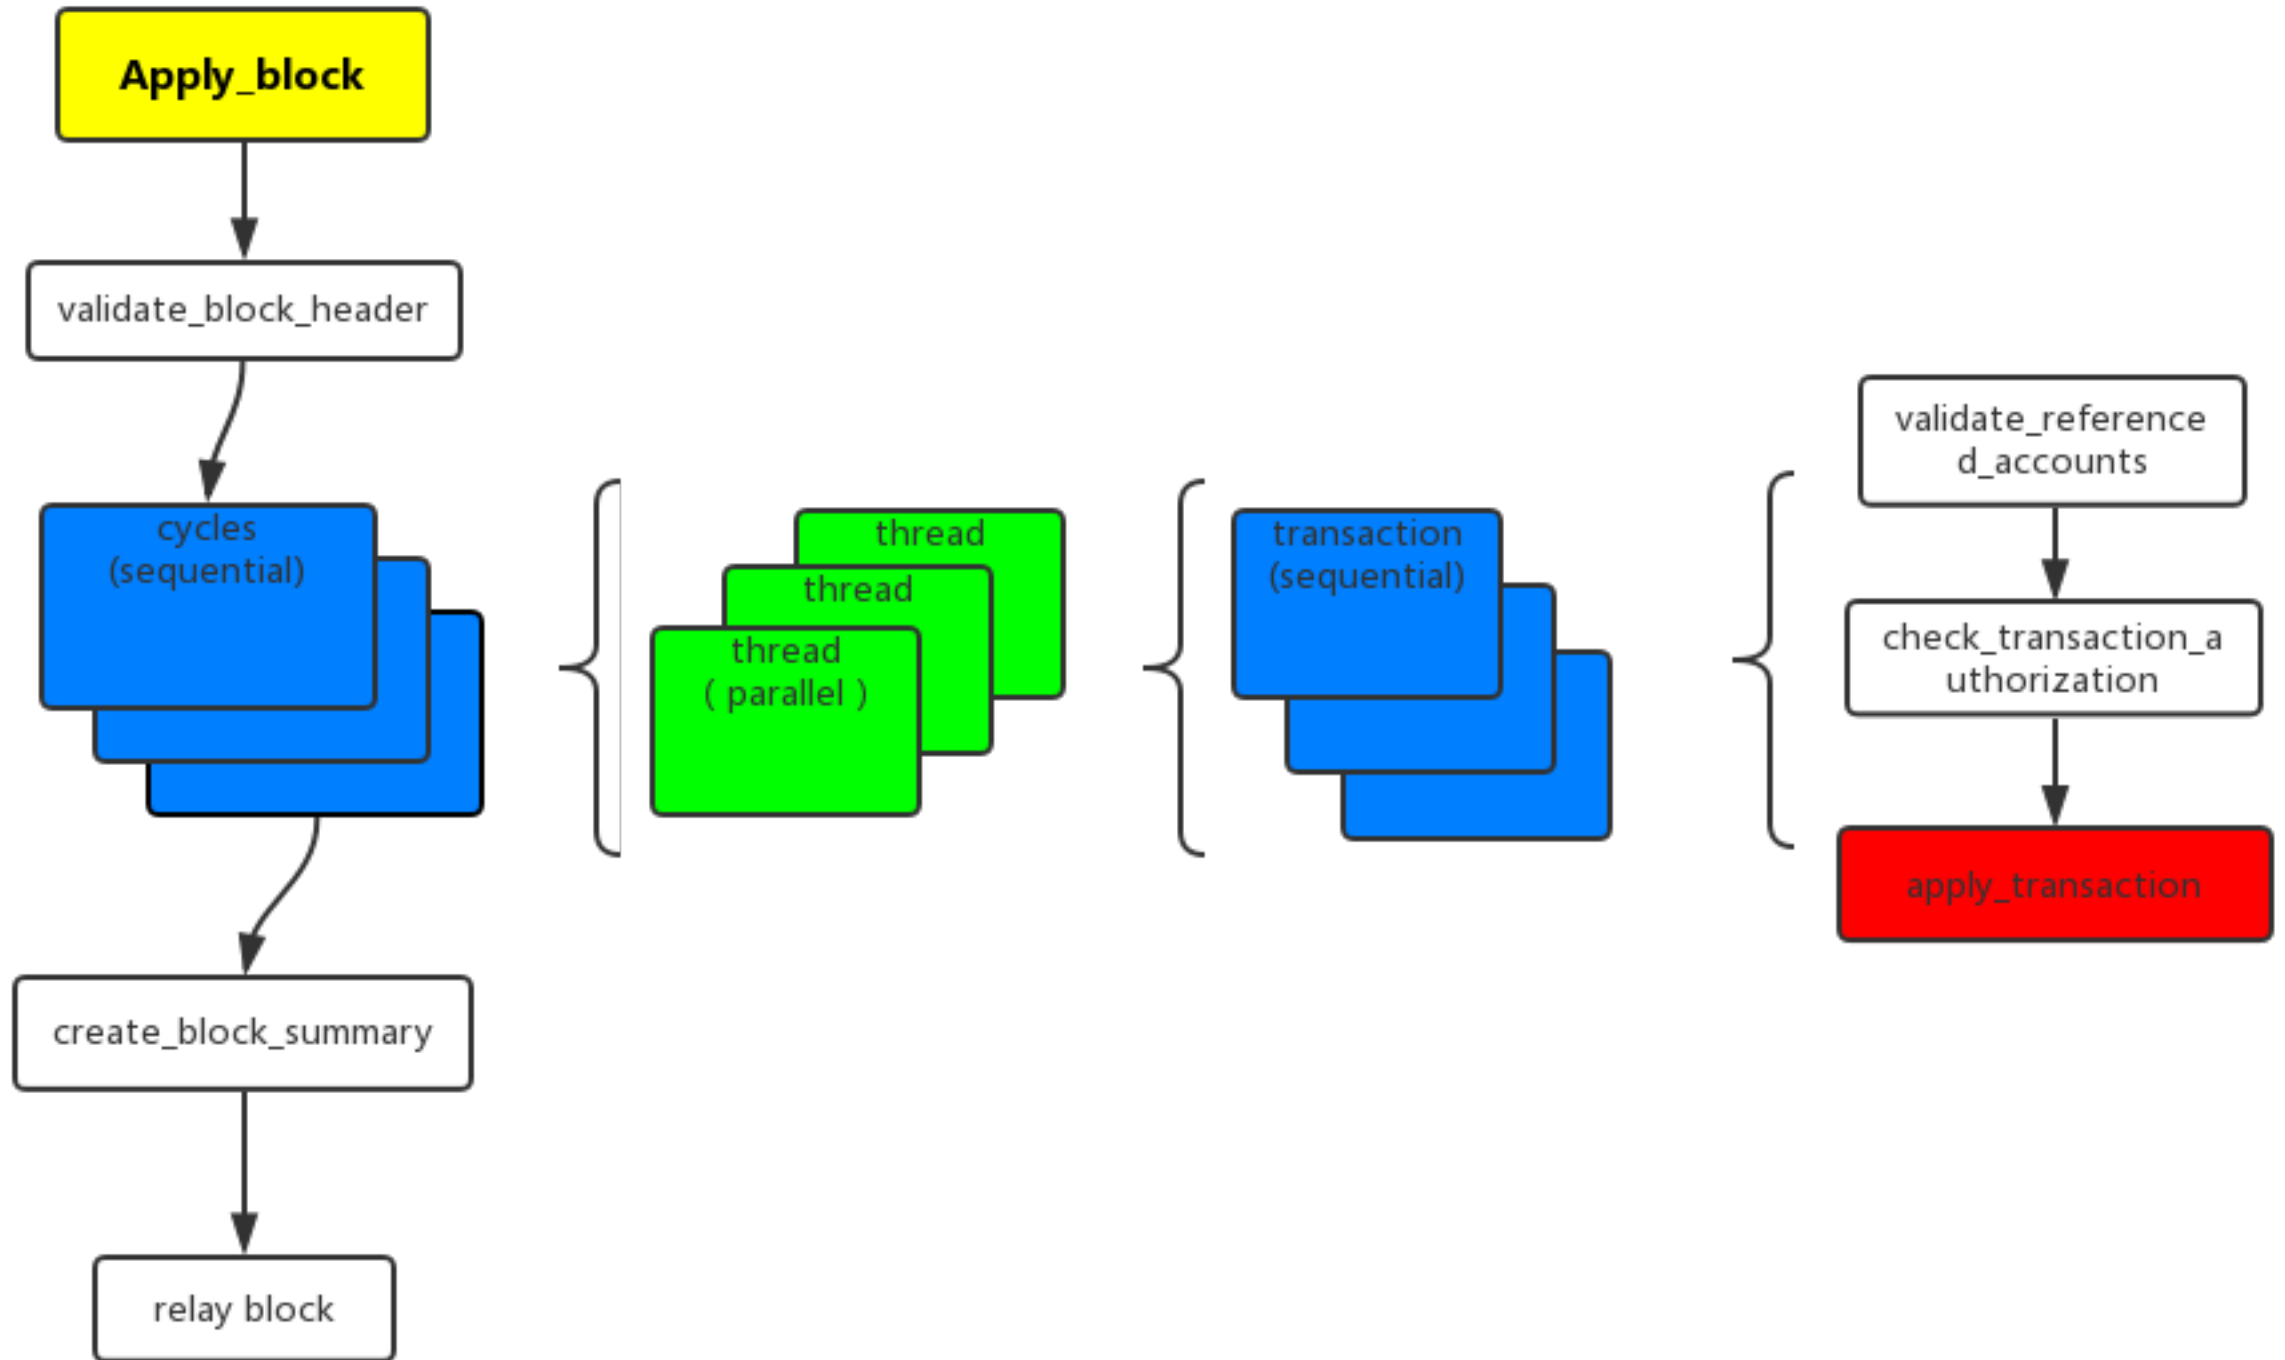 Apply_block
validate_block_header
cycles
(sequential)
create_block_summary
relay block
thread
thread
thread
( parallel )
transaction
(sequential)
validate_reference
d_accounts
check_transaction_a
uthorization
apply_transaction